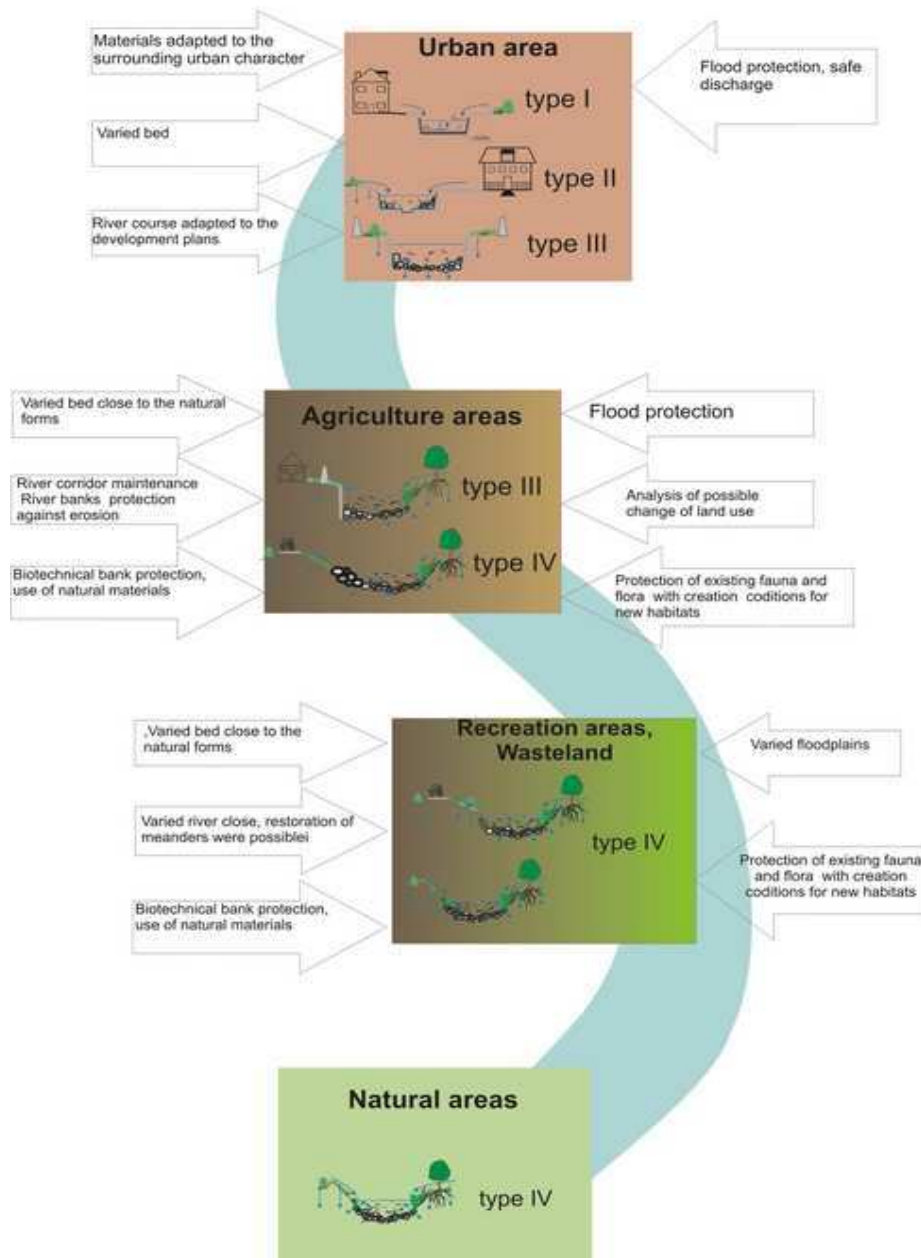 Urban area
Materials adapted to the
surrounding urban character
Flood protection, safe
discharge
type I
Varied bed
type II
River course adapted to the
development plans
type III
Agriculture areas
Varied bed close to the natural
forms
Flood protection
River corridor maintenance
River banks protection
against erosion
type III
Analysis of possible
change of land use
Biotechnical bank protection,
use of natural materials
type IV
Protection of existing fauna and
flora with creation coditions for
new habitats
Recreation areas,
Wasteland
,Varied bed close to the
natural forms
Varied floodplains
Varied river close, restoration of
meanders were possiblei
type IV
Protection of existing fauna
and flora with creation
coditions for new habitats
Biotechnical bank protection,
use of natural materials
Natural areas
type IV